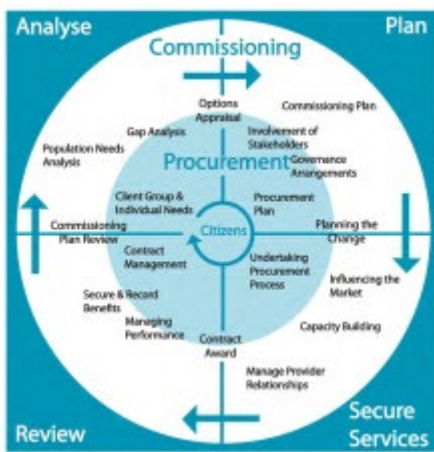 Analyse
Plan
Commissioning
Options
Appraisal
Commissioning Plan
Gap Analysis
Involvement of
Stakeholders
Population Needs
Analysis
Procurement
Governance
Arrangements
Client Group &
Individual Needs
Procurement
Plan
Commissioning
Plan Review
Citizens
Planning the
Change
Contract
Management
Undertaking
Procurement
Process
Influencing the
Market
Secure & Record
Benefits
Managing
Performance
Capacity Building
Contract
Award
Manage Provider
Relationships
Review
Secure
Services